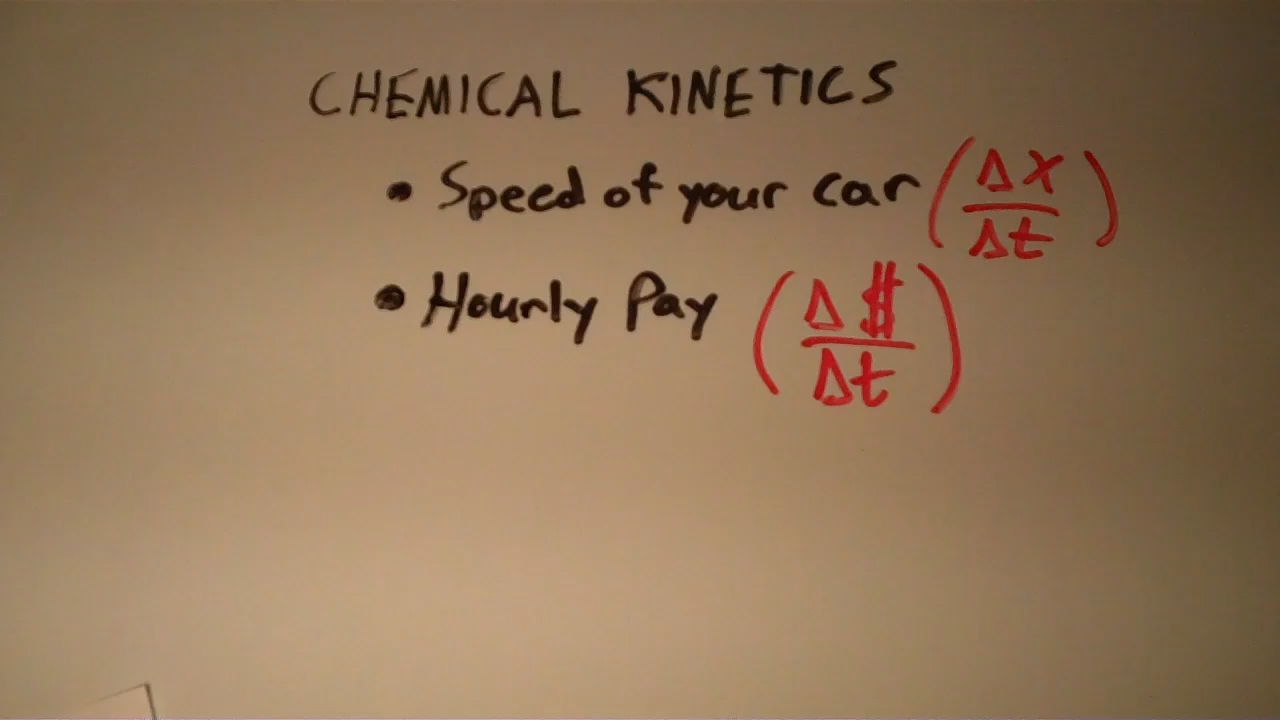 CHEMICAL KINETICS
• Speed of your car (ΔX/Δt)
• Hourly Pay (Δ$/Δt)